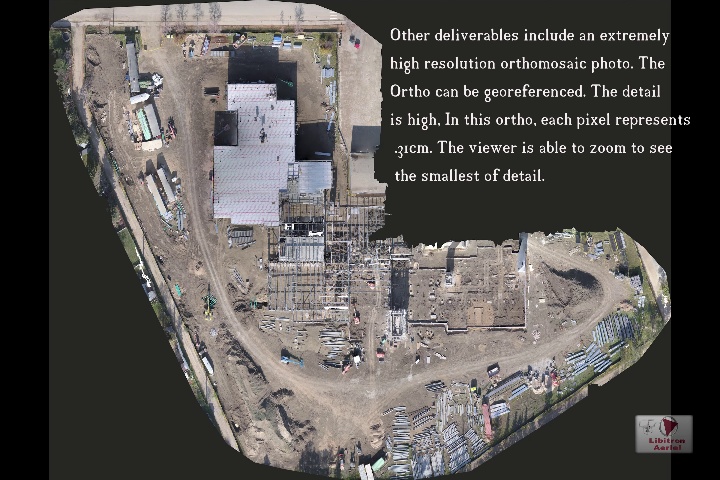 Other deliverables include an extremely
high resolution orthomosaic photo. The
Ortho can be georeferenced. The detail
is high, In this ortho, each pixel represents
.31cm. The viewer is able to zoom to see
the smallest of detail.
Libitron
Aerial